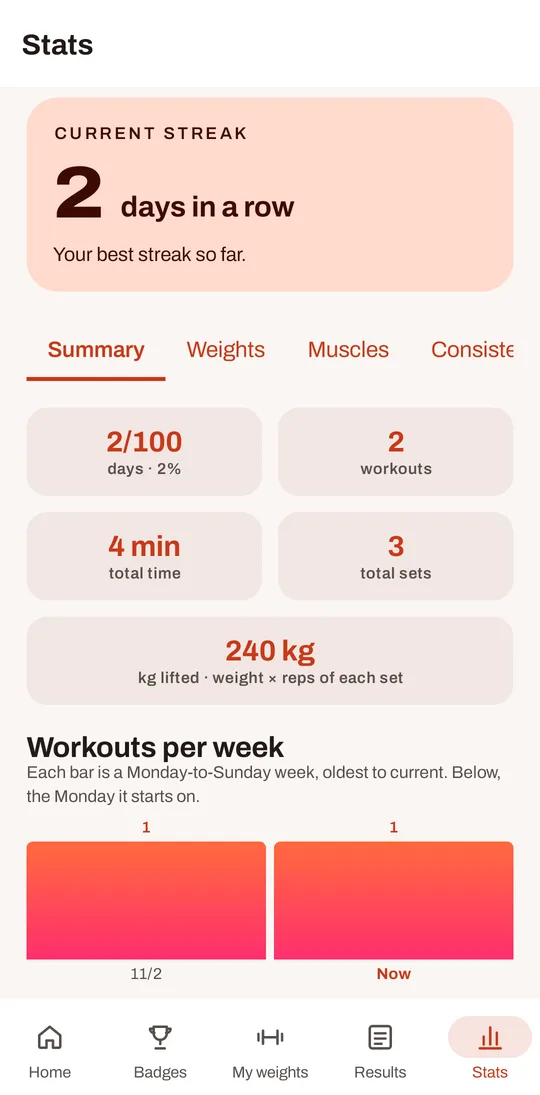 Stats
CURRENT STREAK
2 days in a row
Your best streak so far.
Summary Weights Muscles Consiste
2/100
days · 2%
2
workouts
4 min
total time
3
total sets
240 kg
kg lifted · weight × reps of each set
Workouts per week
Each bar is a Monday-to-Sunday week, oldest to current. Below,
the Monday it starts on.
1 1
11/2 Now
Home Badges My weights Results Stats